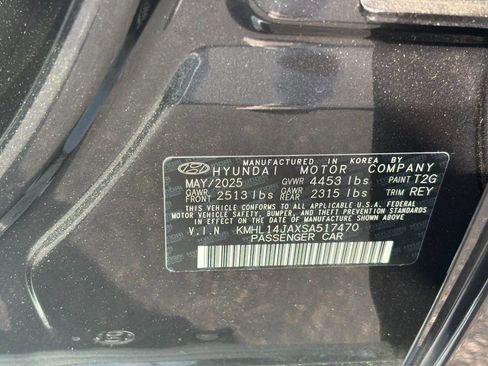 MANUFACTURED IN KOREA BY
HYUNDAI MOTOR COMPANY
MAY/2025 GVWR 4453 lbs PAINT T2G
GAWR FRONT 2513 lbs GAWR REAR 2315 lbs TRIM REY
THIS VEHICLE CONFORMS TO ALL APPLICABLE U.S.A. FEDERAL
MOTOR VEHICLE SAFETY, BUMPER, AND THEFT PREVENTION STANDARDS
IN EFFECT ON THE DATE OF MANUFACTURE SHOWN ABOVE.
V.I.N KMHL14JAXSA517470
PASSENGER CAR